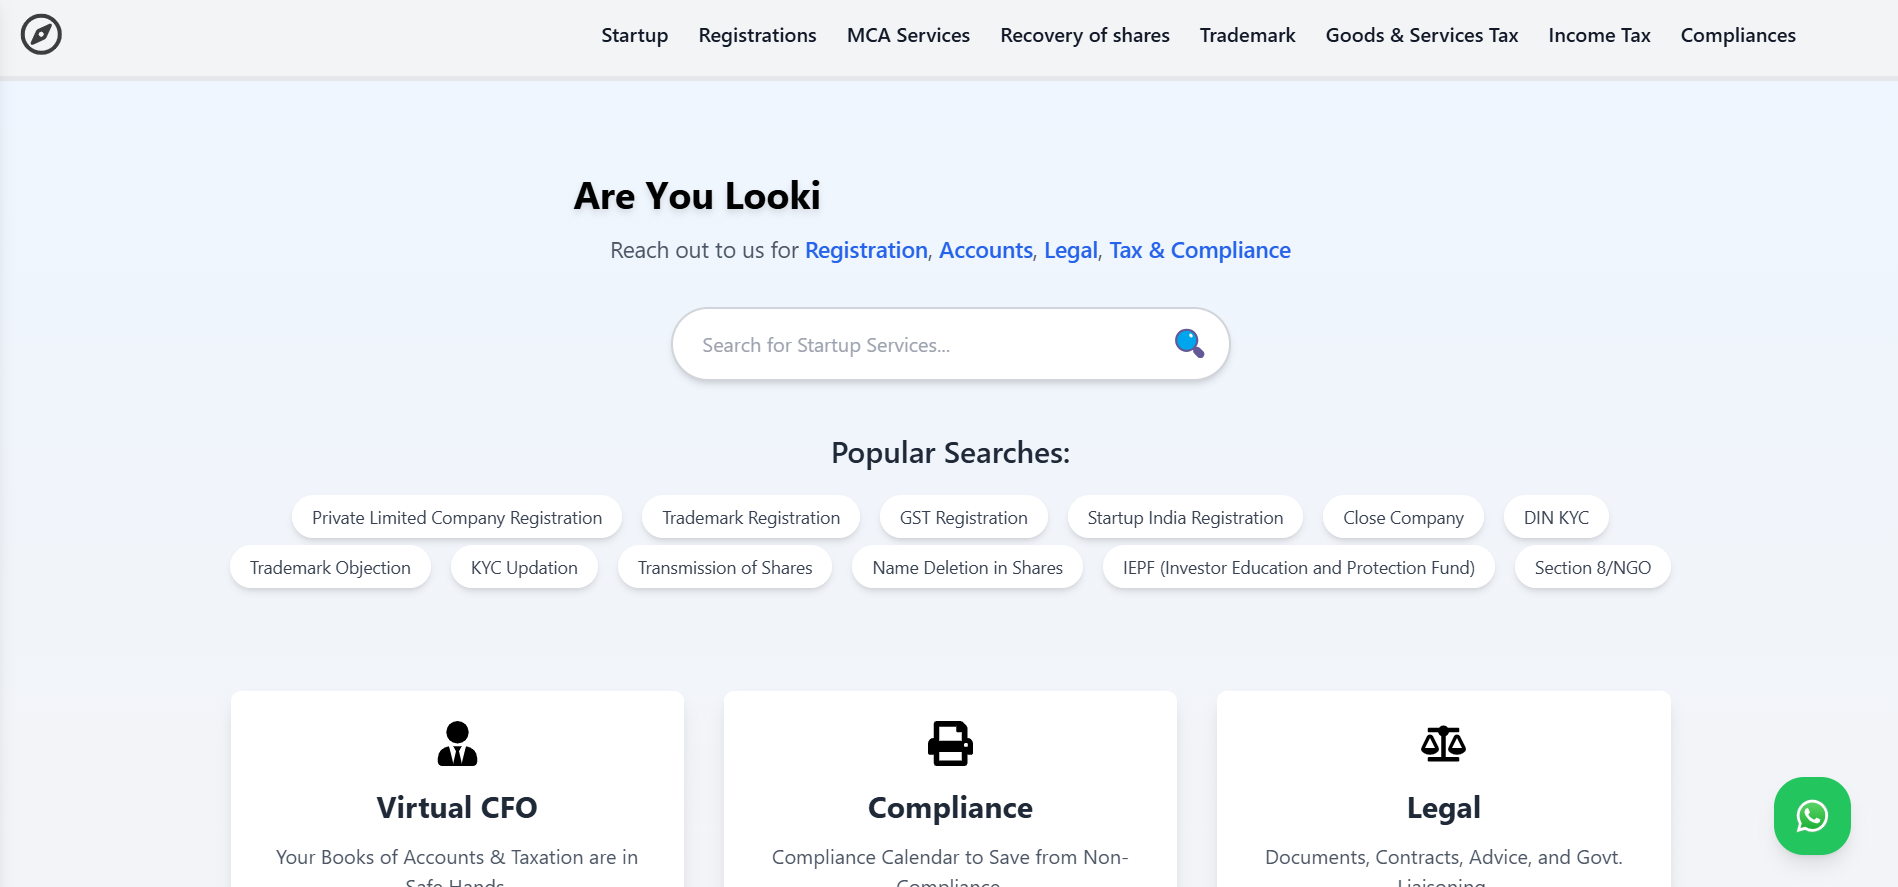 Startup Registrations MCA Services Recovery of shares Trademark Goods & Services Tax Income Tax Compliances
Are You Looki
Reach out to us for Registration, Accounts, Legal, Tax & Compliance
Search for Startup Services...
Popular Searches:
Private Limited Company Registration Trademark Registration GST Registration Startup India Registration Close Company DIN KYC
Trademark Objection KYC Updation Transmission of Shares Name Deletion in Shares IEPF (Investor Education and Protection Fund) Section 8/NGO
Virtual CFO
Your Books of Accounts & Taxation are in
Safe Hands
Compliance
Compliance Calendar to Save from Non-
Compliance
Legal
Documents, Contracts, Advice, and Govt.
Liaisoning